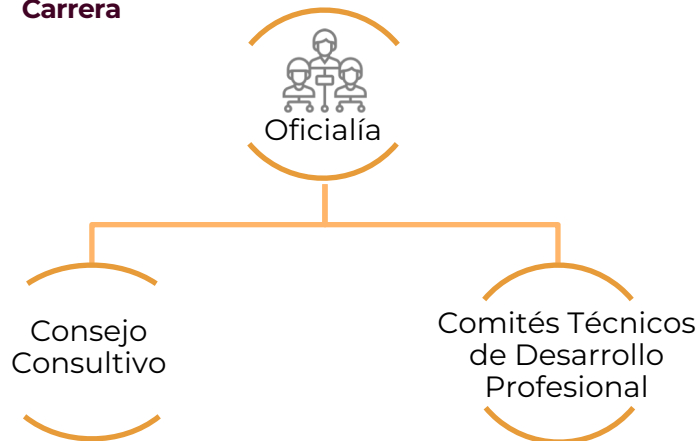 Carrera
Oficialía
Consejo
Consultivo
Comités Técnicos
de Desarrollo
Profesional